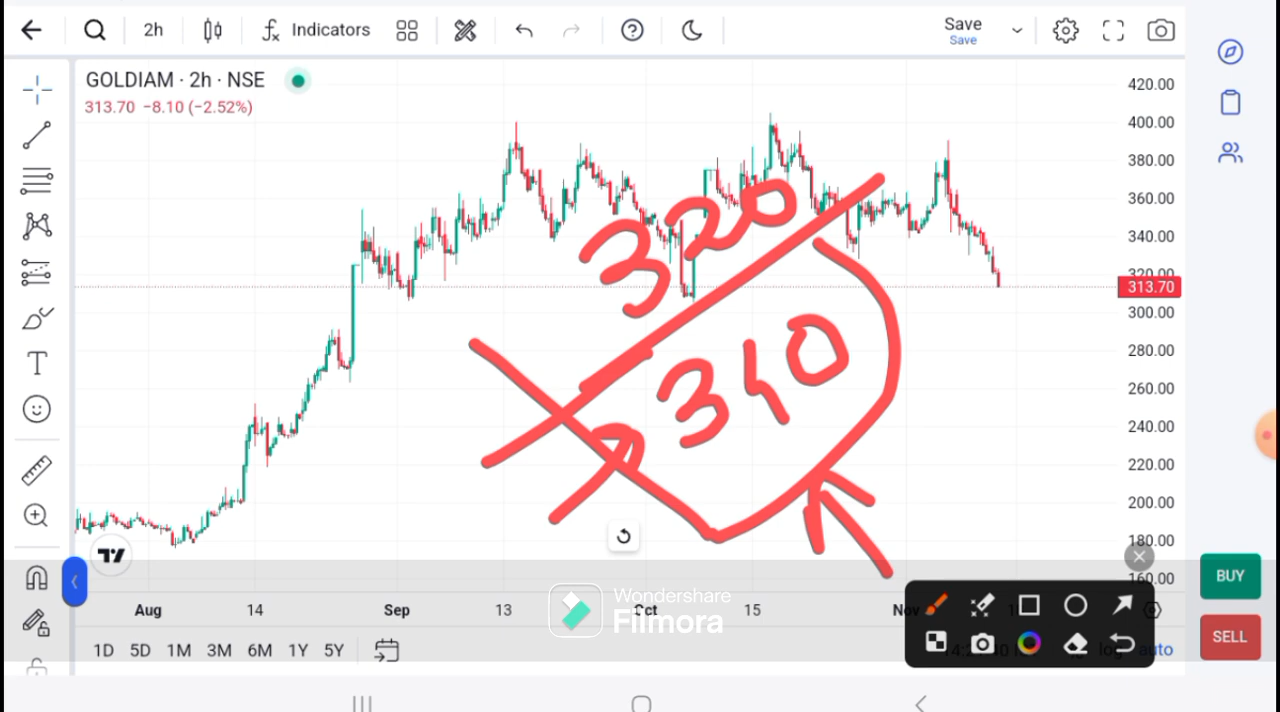 2h
Indicators
Save
Save
GOLDIAM · 2h · NSE
313.70 −8.10 (−2.52%)
420.00
400.00
380.00
360.00
340.00
320.00
313.70
300.00
280.00
260.00
240.00
220.00
200.00
180.00
160.00
320
310
Aug
14
Sep
13
Oct
15
Nov
Wondershare
Filmora
1D 5D 1M 3M 6M 1Y 5Y
log
auto
BUY
SELL